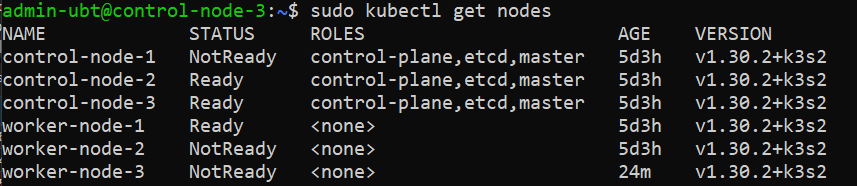 admin-ubt@control-node-3:~$ sudo kubectl get nodes
NAME STATUS ROLES AGE VERSION
control-node-1 NotReady control-plane,etcd,master 5d3h v1.30.2+k3s2
control-node-2 Ready control-plane,etcd,master 5d3h v1.30.2+k3s2
control-node-3 Ready control-plane,etcd,master 5d3h v1.30.2+k3s2
worker-node-1 Ready <none> 5d3h v1.30.2+k3s2
worker-node-2 NotReady <none> 5d3h v1.30.2+k3s2
worker-node-3 NotReady <none> 24m v1.30.2+k3s2